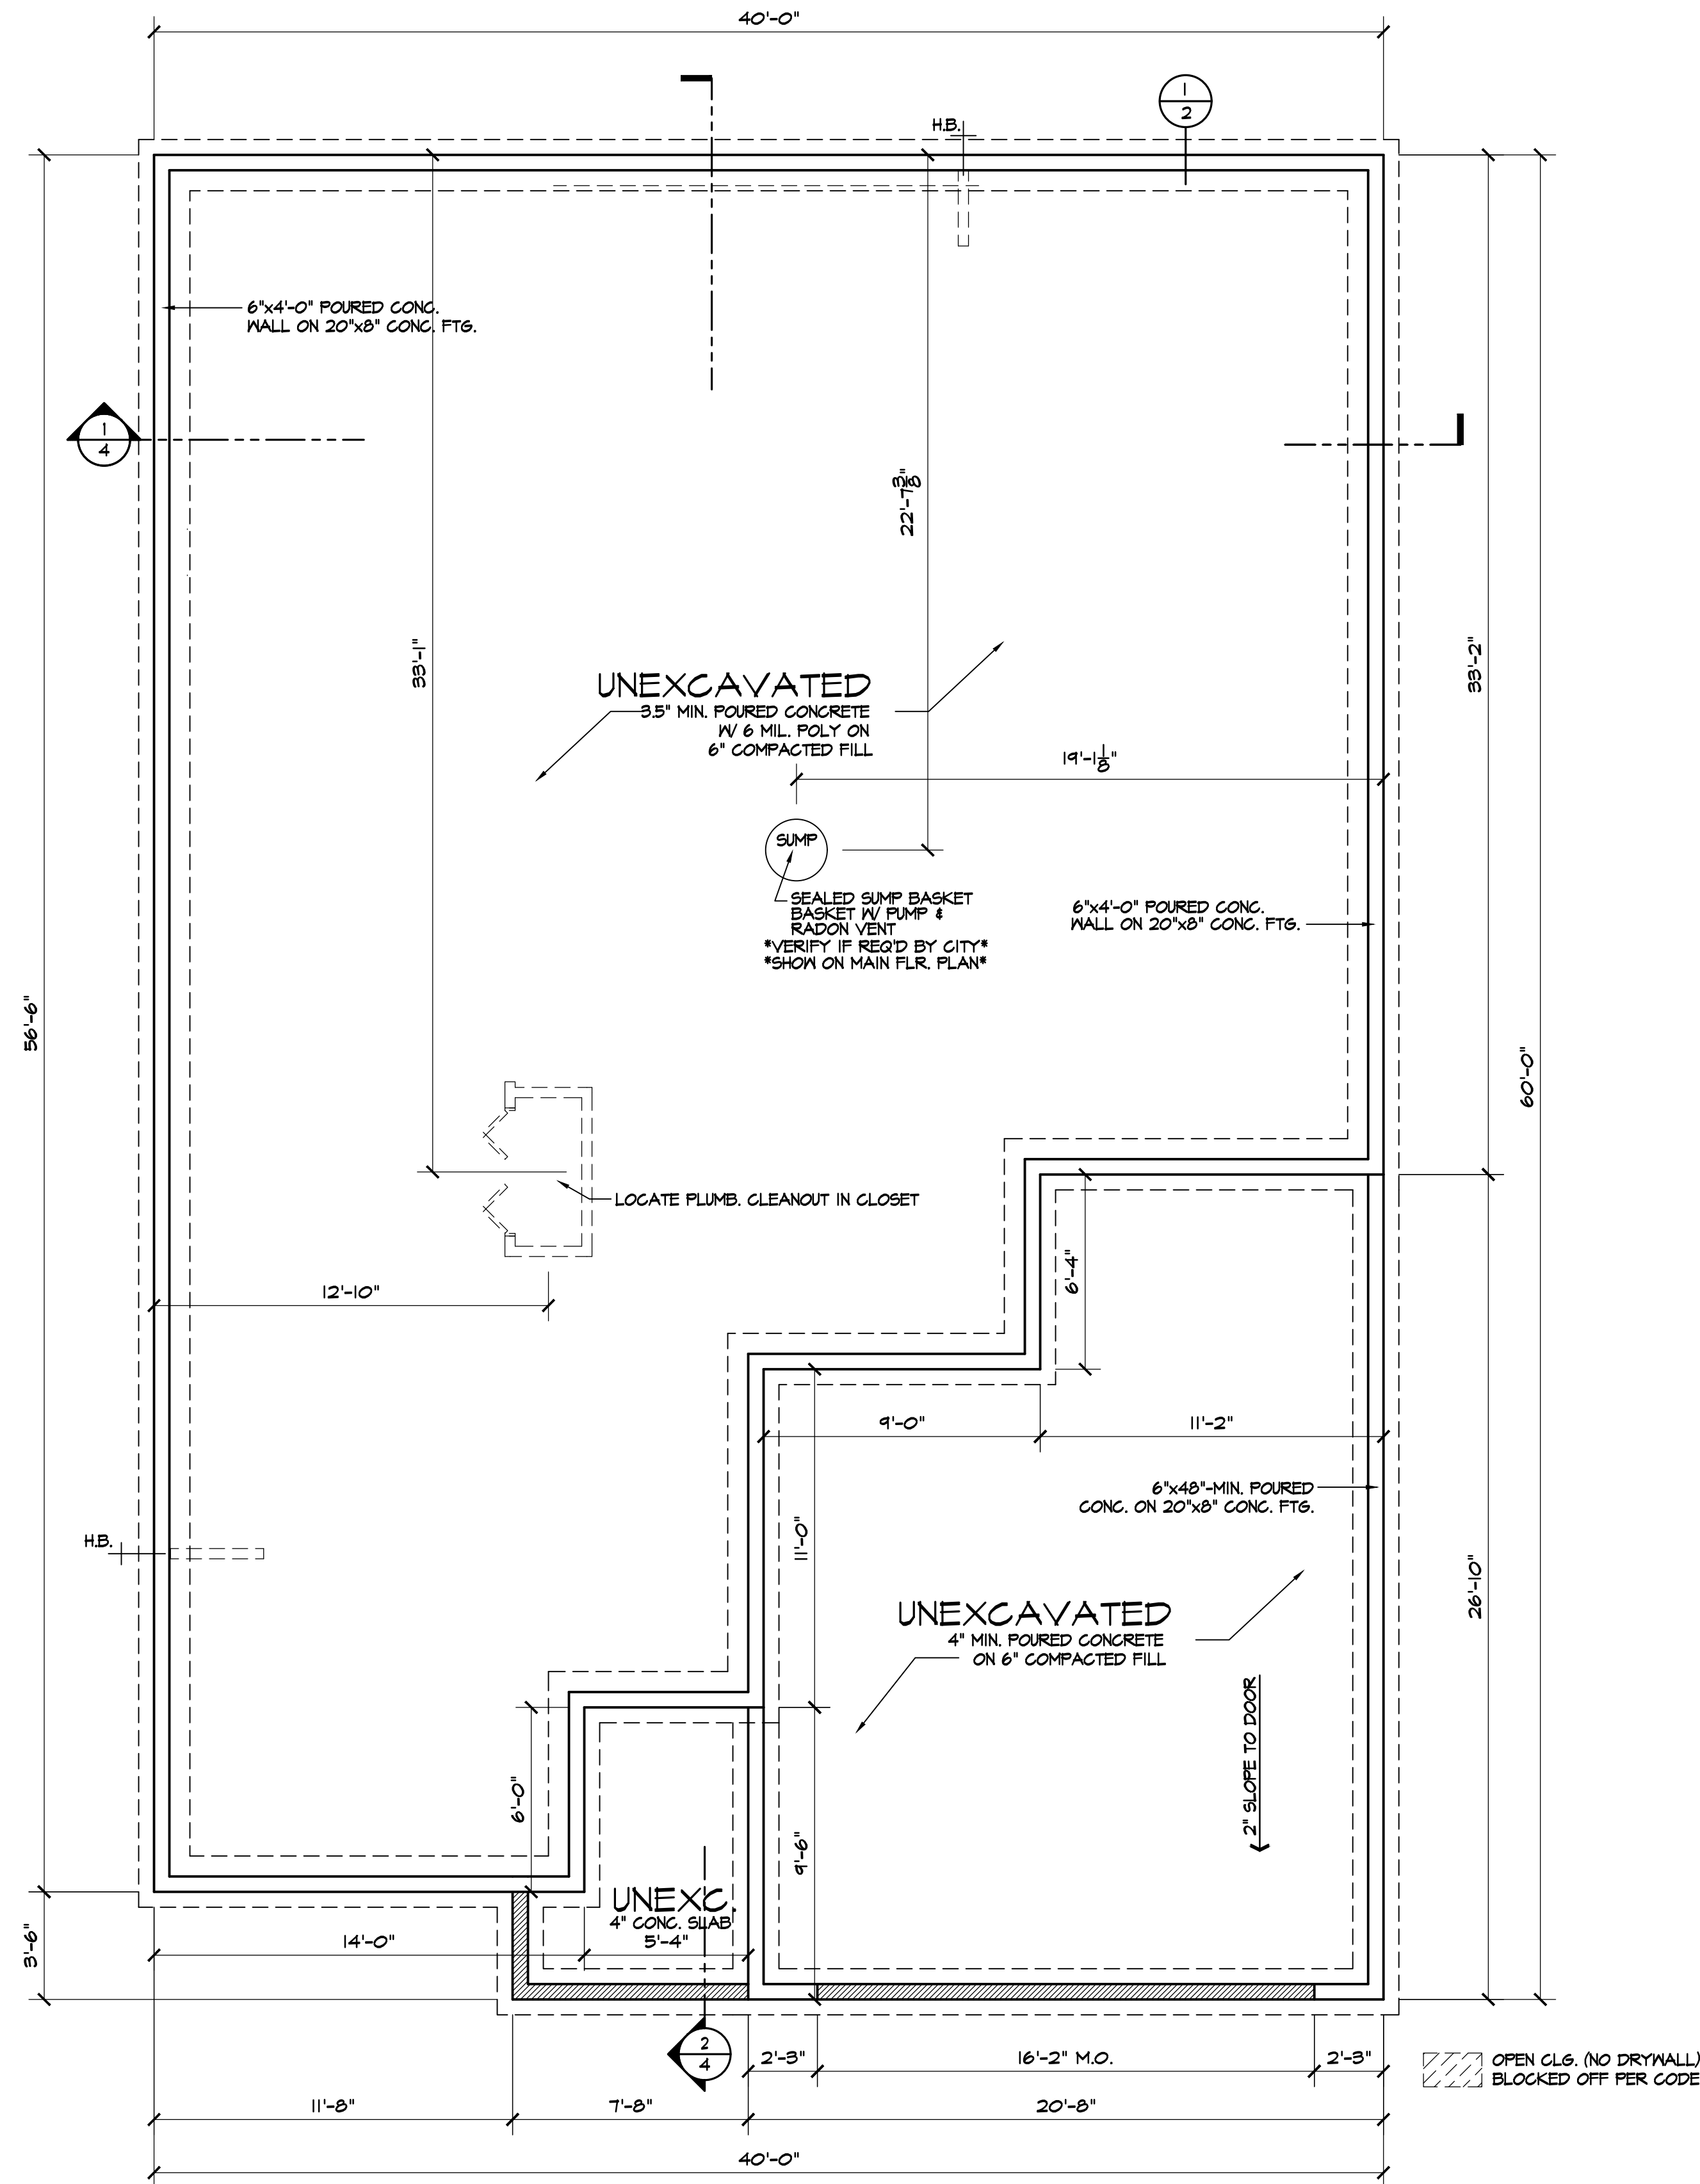 40'-0"
1
2
H.B.
6"x4'-0" POURED CONC.
WALL ON 20"x8" CONC. FTG.
1
4
22'-7 3/8"
33'-1"
33'-2"
UNEXCAVATED
3.5" MIN. POURED CONCRETE
W/ 6 MIL. POLY ON
6" COMPACTED FILL
19'-1 1/8"
SUMP
SEALED SUMP BASKET
BASKET W/ PUMP &
RADON VENT
*VERIFY IF REQ'D BY CITY*
*SHOW ON MAIN FLR. PLAN*
6"x4'-0" POURED CONC.
WALL ON 20"x8" CONC. FTG.
56'-6"
60'-0"
LOCATE PLUMB. CLEANOUT IN CLOSET
6'-4"
12'-10"
9'-0"
11'-2"
6"x48"-MIN. POURED
CONC. ON 20"x8" CONC. FTG.
H.B.
11'-0"
26'-10"
UNEXCAVATED
4" MIN. POURED CONCRETE
ON 6" COMPACTED FILL
2" SLOPE TO DOOR
6'-0"
9'-6"
UNEXC.
4" CONC. SLAB
14'-0"
5'-4"
3'-6"
2
4
2'-3"
16'-2" M.O.
2'-3"
OPEN CLG. (NO DRYWALL)
BLOCKED OFF PER CODE
11'-8"
7'-8"
20'-8"
40'-0"